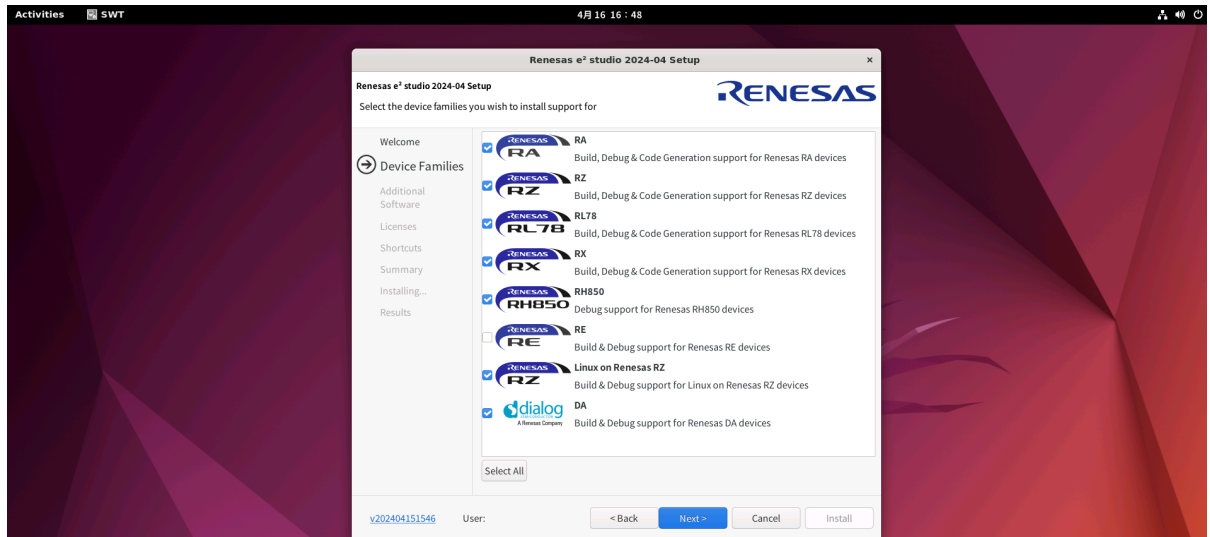 Activities
SWT
4月 16 16：48
Renesas e² studio 2024-04 Setup
×
Renesas e² studio 2024-04 Setup
Select the device families you wish to install support for
RENESAS
Welcome
Device Families
Additional
Software
Licenses
Shortcuts
Summary
Installing...
Results
RENESAS
RA
RA
Build, Debug & Code Generation support for Renesas RA devices
RENESAS
RZ
RZ
Build, Debug & Code Generation support for Renesas RZ devices
RENESAS
RL78
RL78
Build, Debug & Code Generation support for Renesas RL78 devices
RENESAS
RX
RX
Build, Debug & Code Generation support for Renesas RX devices
RENESAS
RH850
RH850
Debug support for Renesas RH850 devices
RENESAS
RE
RE
Build & Debug support for Renesas RE devices
RENESAS
RZ
Linux on Renesas RZ
Build & Debug support for Linux on Renesas RZ devices
dialog
SEMICONDUCTOR
A Renesas Company
DA
Build & Debug support for Renesas DA devices
Select All
v202404151546
User:
< Back
Next >
Cancel
Install